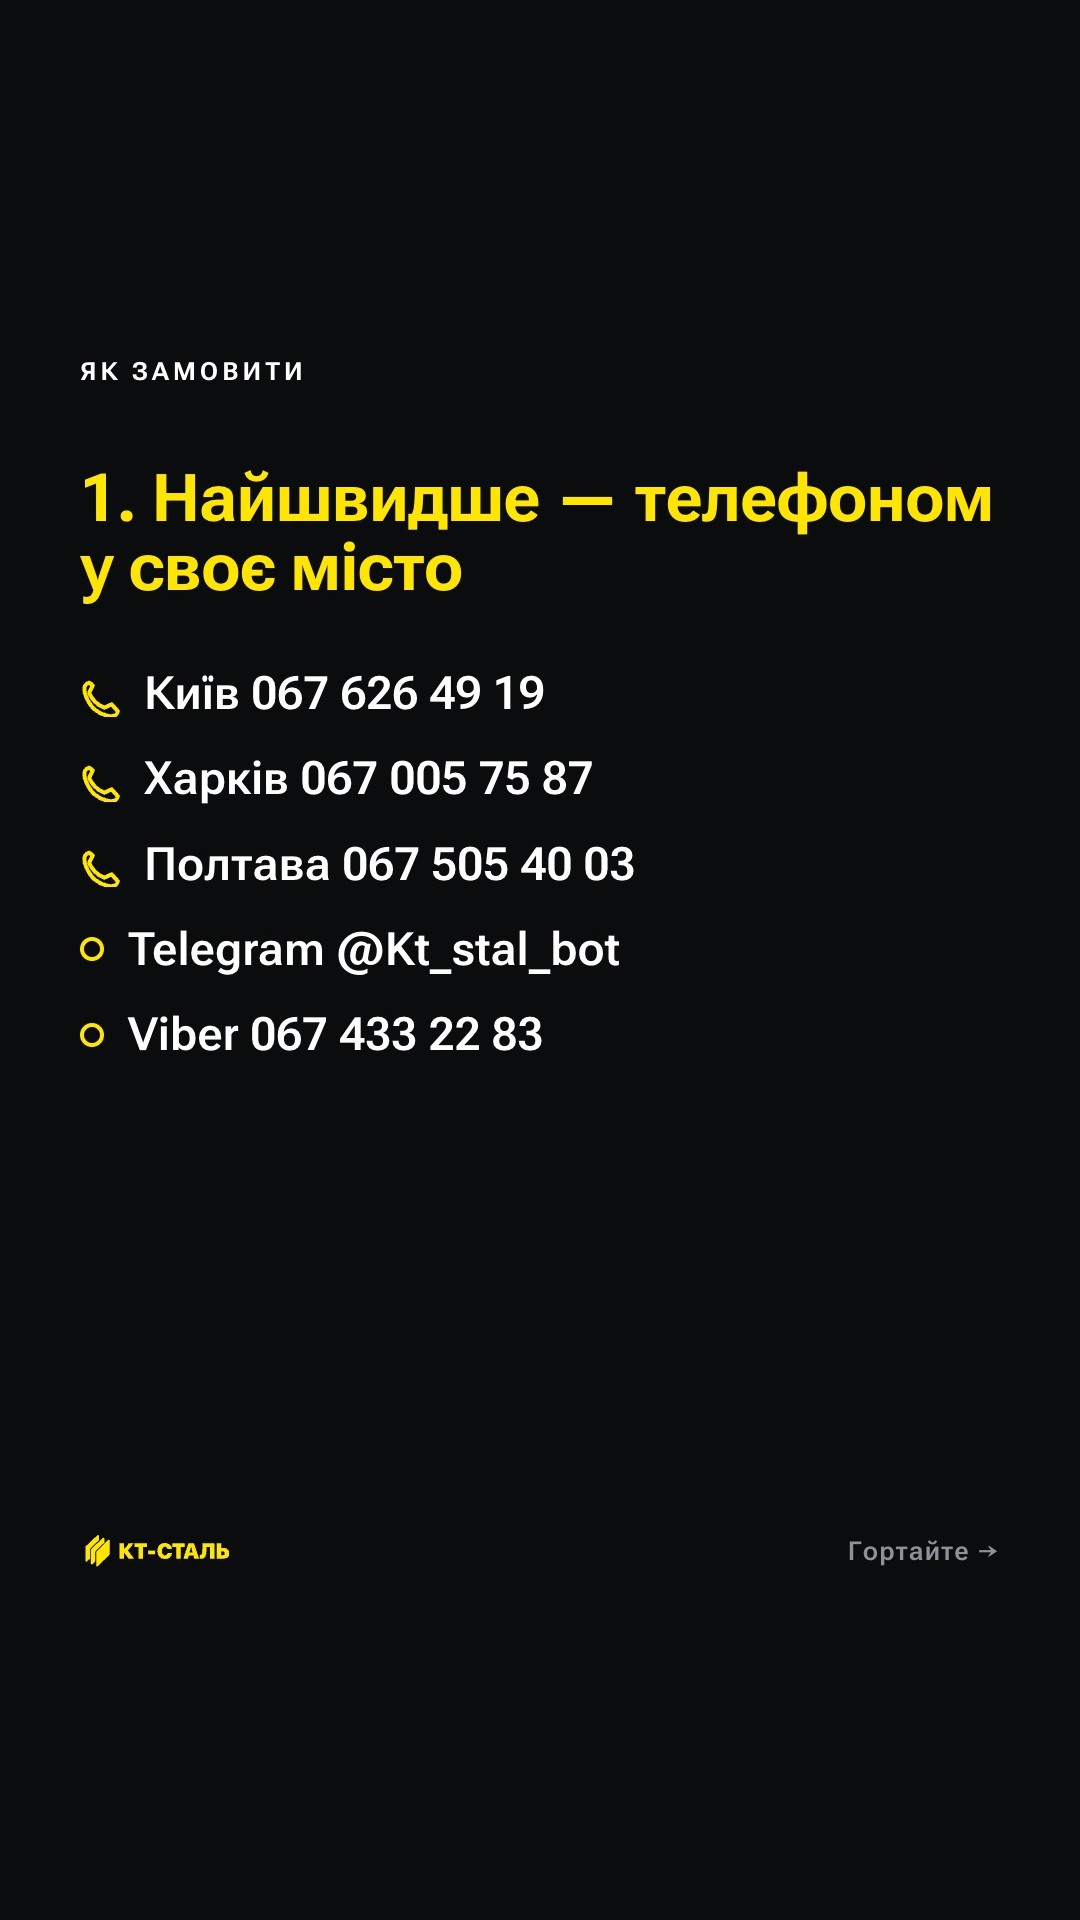 ЯК ЗАМОВИТИ
1. Найшвидше — телефоном
у своє місто
Київ 067 626 49 19
Харків 067 005 75 87
Полтава 067 505 40 03
Telegram @Kt_stal_bot
Viber 067 433 22 83
КТ-СТАЛЬ
Гортайте →